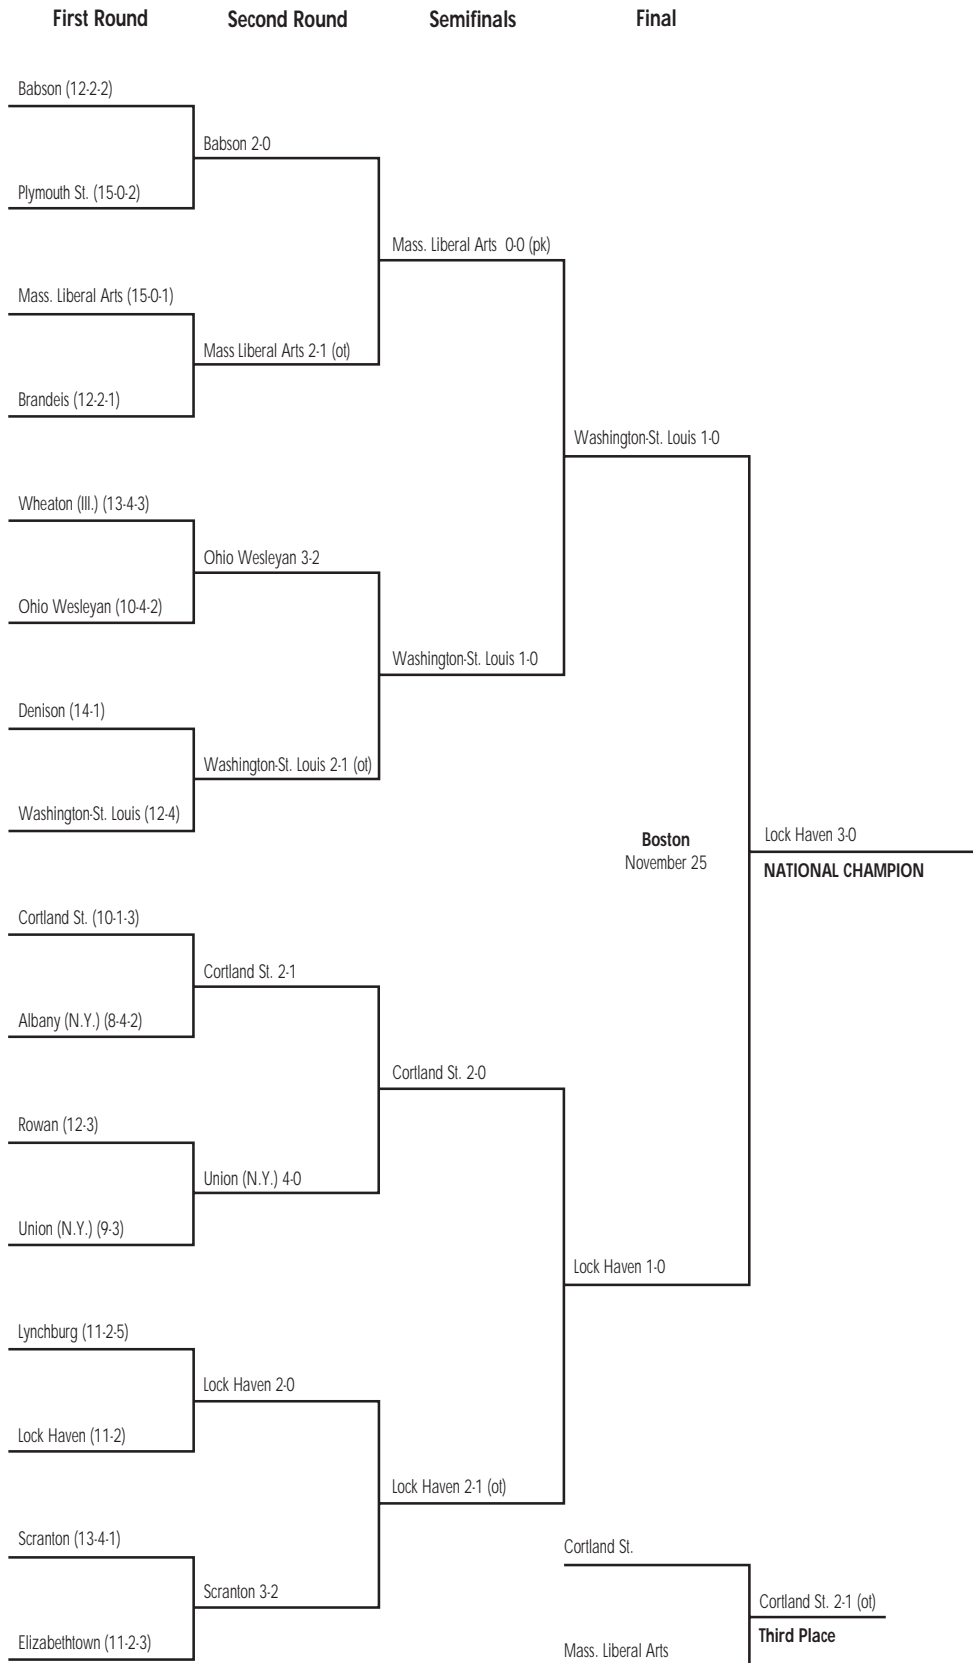 First Round Second Round Semifinals Final
Babson (12-2-2)
Babson 2-0
Plymouth St. (15-0-2)
Mass. Liberal Arts 0-0 (pk)
Mass. Liberal Arts (15-0-1)
Mass Liberal Arts 2-1 (ot)
Brandeis (12-2-1)
Washington-St. Louis 1-0
Wheaton (Ill.) (13-4-3)
Ohio Wesleyan 3-2
Ohio Wesleyan (10-4-2)
Washington-St. Louis 1-0
Denison (14-1)
Washington-St. Louis 2-1 (ot)
Washington-St. Louis (12-4)
Boston
November 25
Lock Haven 3-0
NATIONAL CHAMPION
Cortland St. (10-1-3)
Cortland St. 2-1
Albany (N.Y.) (8-4-2)
Cortland St. 2-0
Rowan (12-3)
Union (N.Y.) 4-0
Union (N.Y.) (9-3)
Lock Haven 1-0
Lynchburg (11-2-5)
Lock Haven 2-0
Lock Haven (11-2)
Lock Haven 2-1 (ot)
Scranton (13-4-1)
Scranton 3-2
Elizabethtown (11-2-3)
Cortland St.
Cortland St. 2-1 (ot)
Third Place
Mass. Liberal Arts